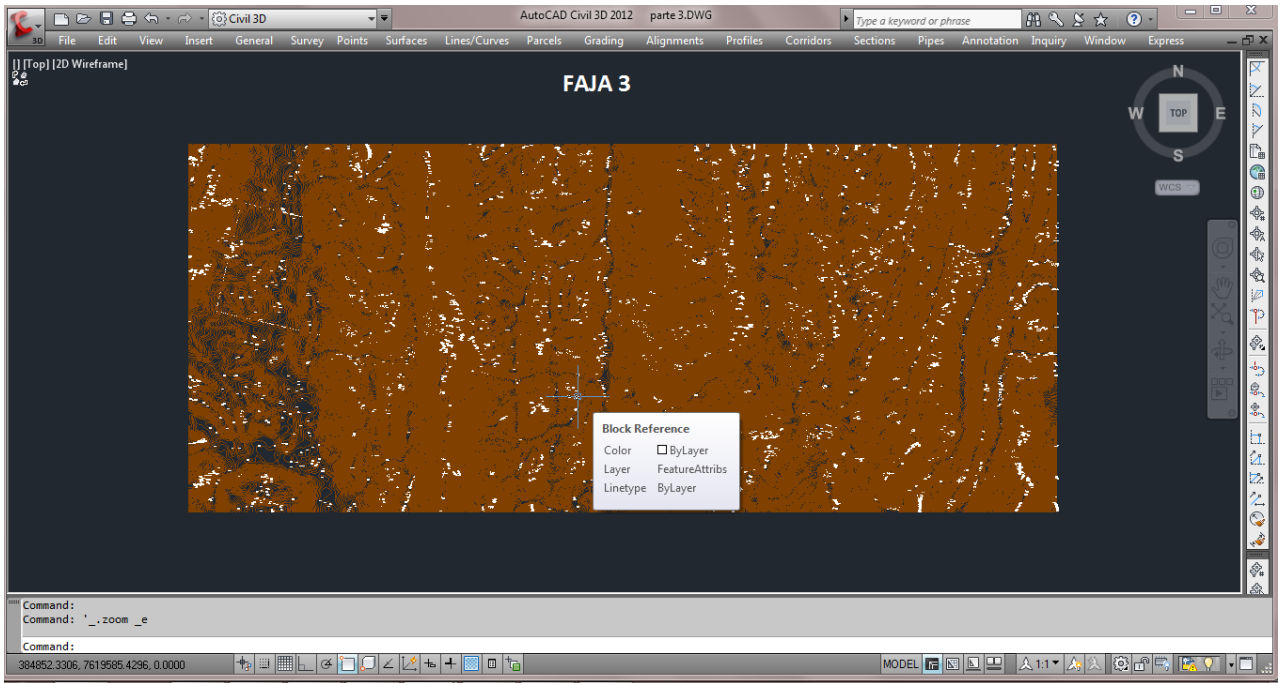 Civil 3D
AutoCAD Civil 3D 2012 parte 3.DWG
Type a keyword or phrase
3D
File Edit View Insert General Survey Points Surfaces Lines/Curves Parcels Grading Alignments Profiles Corridors Sections Pipes Annotation Inquiry Window Express
[] [Top] [2D Wireframe]
FAJA 3
N
W TOP E
S
WCS
Block Reference
Color ByLayer
Layer FeatureAttribs
Linetype ByLayer
Command:
Command: '_.zoom _e
Command:
384852.3306, 7619585.4296, 0.0000 MODEL 1:1